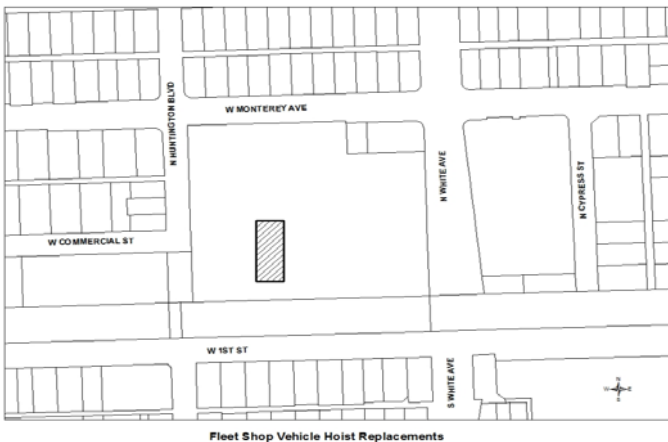 W MONTEREY AVE
N HUNTINGTON BLVD
N WHITE AVE
N CYPRESS ST
W COMMERCIAL ST
W 1ST ST
S WHITE AVE
N
W E
S
Fleet Shop Vehicle Hoist Replacements